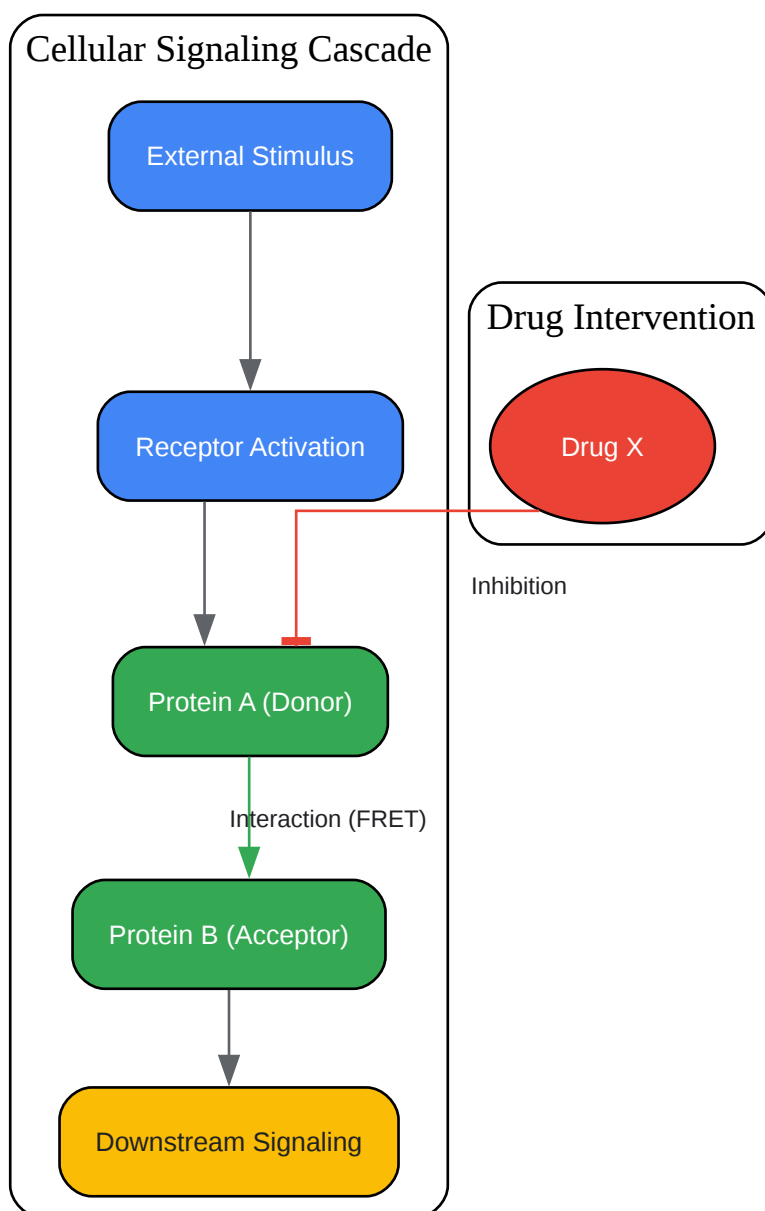 Cellular Signaling Cascade
External Stimulus
Drug Intervention
Receptor Activation
Drug X
Inhibition
Protein A (Donor)
Interaction (FRET)
Protein B (Acceptor)
Downstream Signaling